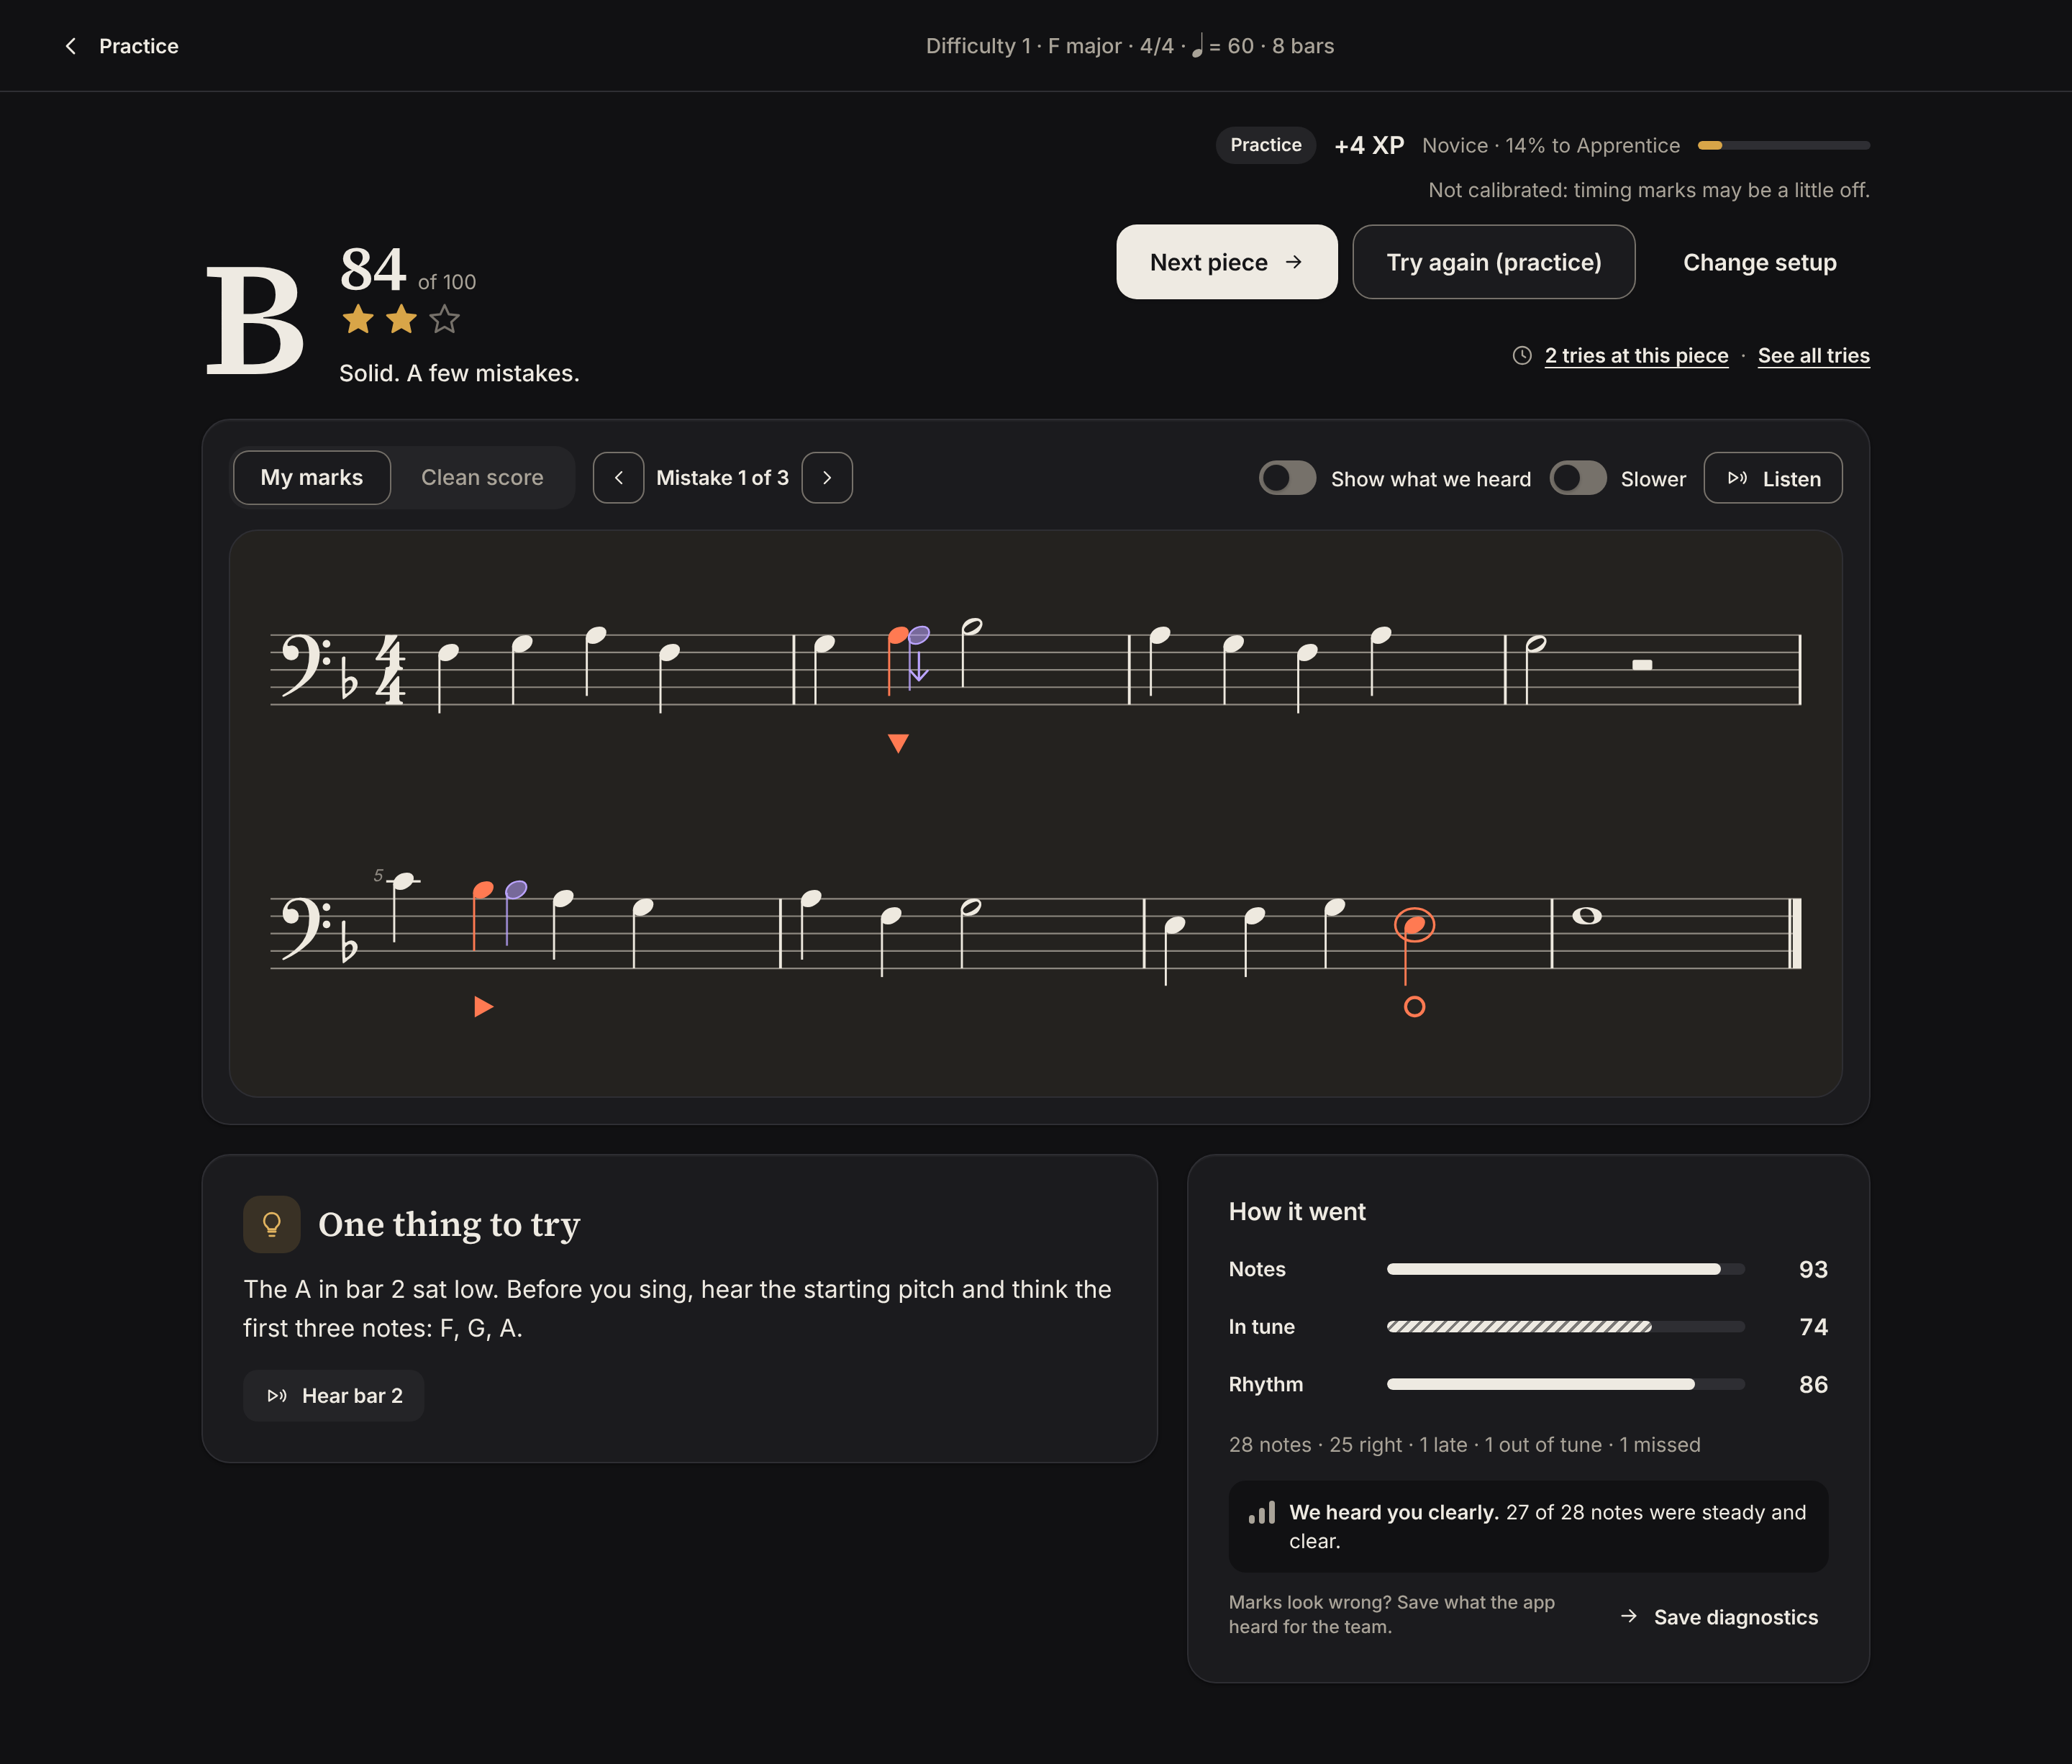 Practice
Difficulty 1 · F major · 4/4 · ♩ = 60 · 8 bars
Practice +4 XP Novice · 14% to Apprentice
Not calibrated: timing marks may be a little off.
Next piece → Try again (practice) Change setup
B
84 of 100
Solid. A few mistakes.
2 tries at this piece · See all tries
My marks Clean score Mistake 1 of 3 Show what we heard Slower Listen
4
4
5
One thing to try
The A in bar 2 sat low. Before you sing, hear the starting pitch and think the
first three notes: F, G, A.
Hear bar 2
How it went
Notes 93
In tune 74
Rhythm 86
28 notes · 25 right · 1 late · 1 out of tune · 1 missed
We heard you clearly. 27 of 28 notes were steady and
clear.
Marks look wrong? Save what the app
heard for the team.
→ Save diagnostics